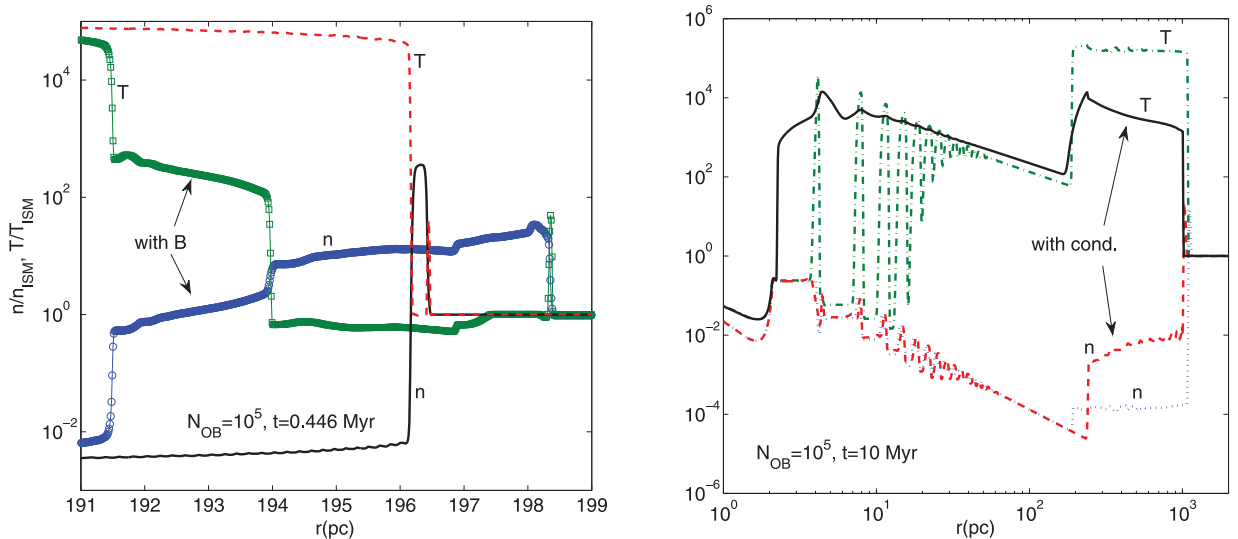 n/n_ISM, T/T_ISM
10^4
10^2
10^0
10^-2
T
with B
n
T
n
N_OB=10^5, t=0.446 Myr
191 192 193 194 195 196 197 198 199
r(pc)
10^6
10^4
10^2
10^0
10^-2
10^-4
10^-6
T
T
with cond.
n
n
N_OB=10^5, t=10 Myr
10^0 10^1 10^2 10^3
r(pc)